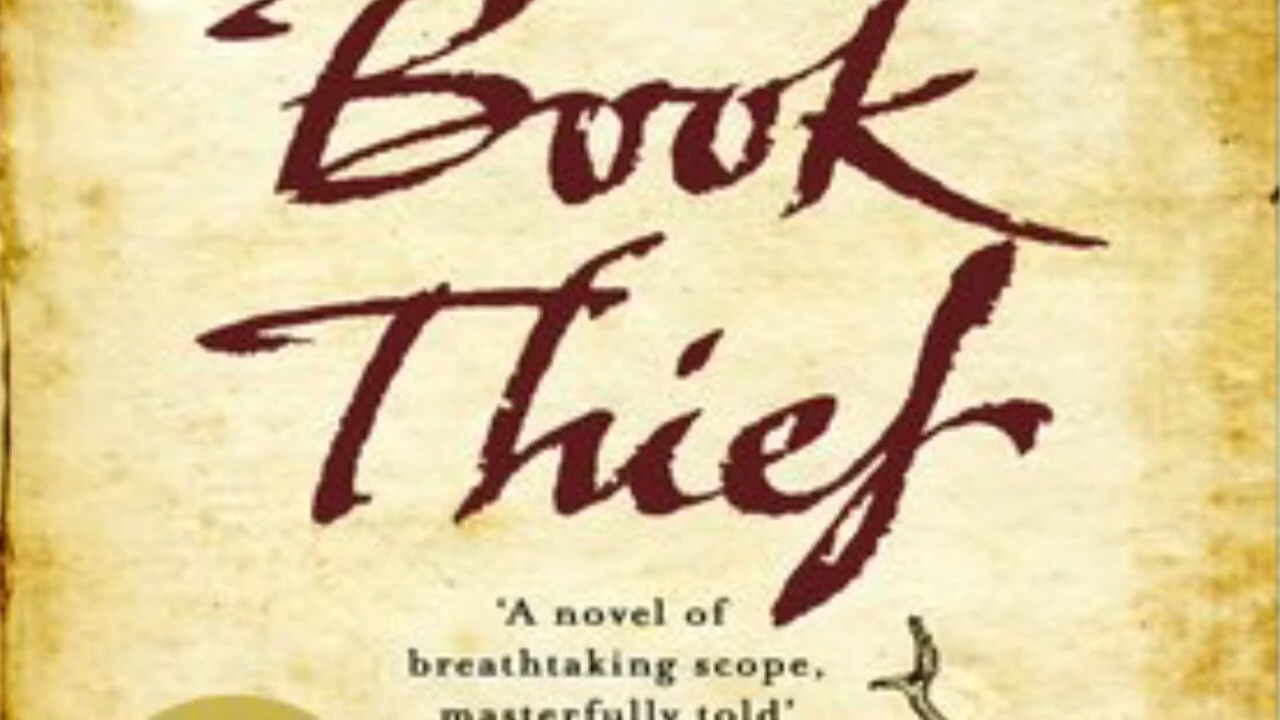 Book
Thief
‘A novel of
breathtaking scope,
masterfully told’